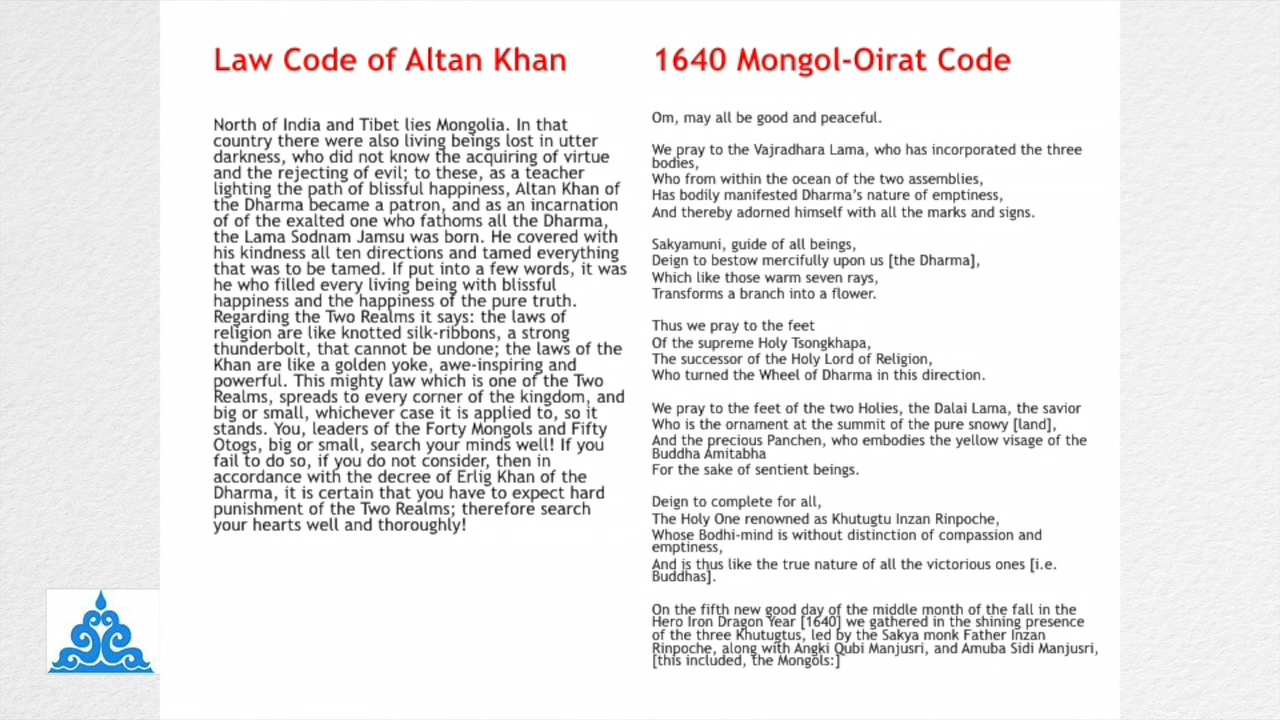 Law Code of Altan Khan
North of India and Tibet lies Mongolia. In that
country there were also living beings lost in utter
darkness, who did not know the acquiring of virtue
and the rejecting of evil; to these, as a teacher
lighting the path of blissful happiness, Altan Khan of
the Dharma became a patron, and as an incarnation
of of the exalted one who fathoms all the Dharma,
the Lama Sodnam Jamsu was born. He covered with
his kindness all ten directions and tamed everything
that was to be tamed. If put into a few words, it was
he who filled every living being with blissful
happiness and the happiness of the pure truth.
Regarding the Two Realms it says: the laws of
religion are like knotted silk-ribbons, a strong
thunderbolt, that cannot be undone; the laws of the
Khan are like a golden yoke, awe-inspiring and
powerful. This mighty law which is one of the Two
Realms, spreads to every corner of the kingdom, and
big or small, whichever case it is applied to, so it
stands. You, leaders of the Forty Mongols and Fifty
Otogs, big or small, search your minds well! If you
fail to do so, if you do not consider, then in
accordance with the decree of Erlig Khan of the
Dharma, it is certain that you have to expect hard
punishment of the Two Realms; therefore search
your hearts well and thoroughly!
1640 Mongol-Oirat Code
Om, may all be good and peaceful.
We pray to the Vajradhara Lama, who has incorporated the three
bodies,
Who from within the ocean of the two assemblies,
Has bodily manifested Dharma's nature of emptiness,
And thereby adorned himself with all the marks and signs.
Sakyamuni, guide of all beings,
Deign to bestow mercifully upon us [the Dharma],
Which like those warm seven rays,
Transforms a branch into a flower.
Thus we pray to the feet
Of the supreme Holy Tsongkhapa,
The successor of the Holy Lord of Religion,
Who turned the Wheel of Dharma in this direction.
We pray to the feet of the two Holies, the Dalai Lama, the savior
Who is the ornament at the summit of the pure snowy [land],
And the precious Panchen, who embodies the yellow visage of the
Buddha Amitabha
For the sake of sentient beings.
Deign to complete for all,
The Holy One renowned as Khutugtu Inzan Rinpoche,
Whose Bodhi-mind is without distinction of compassion and
emptiness,
And is thus like the true nature of all the victorious ones [i.e.
Buddhas].
On the fifth new good day of the middle month of the fall in the
Hero Iron Dragon Year [1640] we gathered in the shining presence
of the three Khutugtus, led by the Sakya monk Father Inzan
Rinpoche, along with Angki Qubi Manjusri, and Amuba Sidi Manjusri,
[this included, the Mongols:]